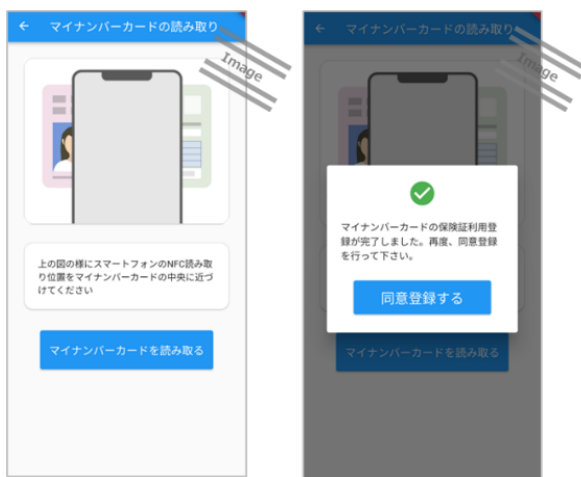 マイナンバーカードの読み取り
Image
上の図の様にスマートフォンのNFC読み取
り位置をマイナンバーカードの中央に近づ
けてください
マイナンバーカードを読み取る
マイナンバーカードの読み取り
Image
マイナンバーカードの保険証利用登
録が完了しました。再度、同意登録
を行って下さい。
同意登録する
マイナンバーカードを読み取る